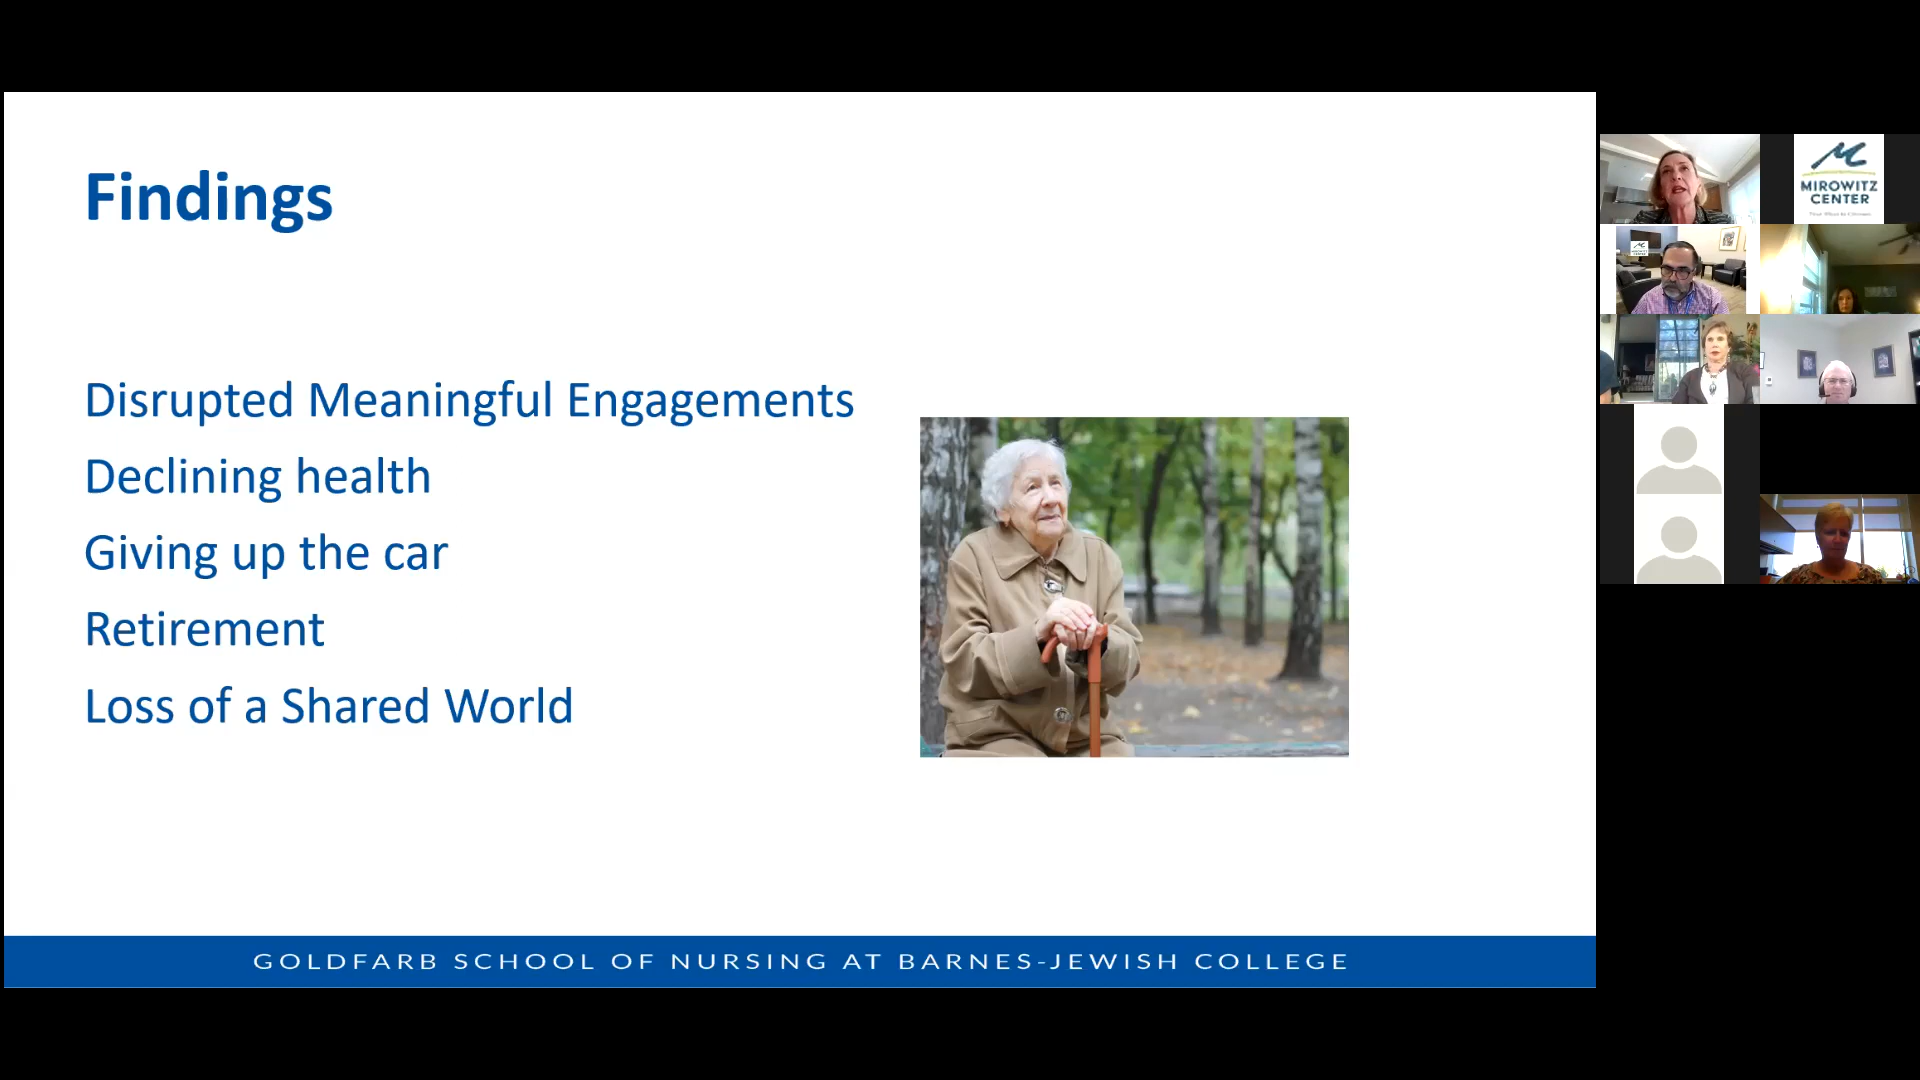 Findings
Disrupted Meaningful Engagements
Declining health
Giving up the car
Retirement
Loss of a Shared World
GOLDFARB SCHOOL OF NURSING AT BARNES-JEWISH COLLEGE
MIROWITZ
CENTER